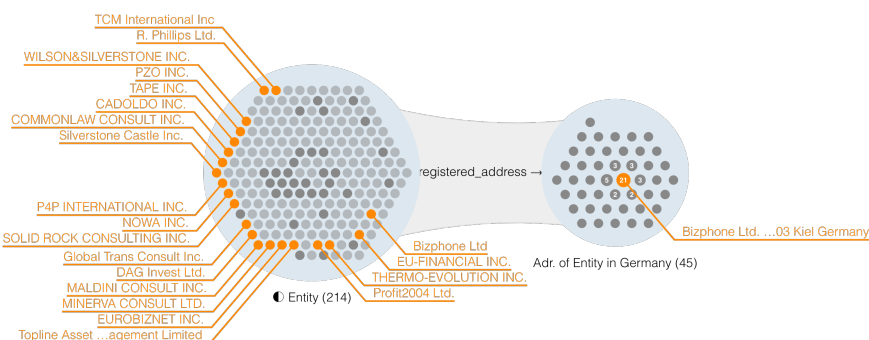 TCM International Inc
R. Phillips Ltd.
WILSON&SILVERSTONE INC.
PZO INC.
TAPE INC.
CADOLDO INC.
COMMONLAW CONSULT INC.
Silverstone Castle Inc.
P4P INTERNATIONAL INC.
NOWA INC.
SOLID ROCK CONSULTING INC.
Global Trans Consult Inc.
DAG Invest Ltd.
MALDINI CONSULT INC.
MINERVA CONSULT LTD.
EUROBIZNET INC.
Topline Asset ...agement Limited
Bizphone Ltd
EU-FINANCIAL INC.
THERMO-EVOLUTION INC.
Profit2004 Ltd.
Entity (214)
registered_address →
3 3
5 21 3
2 2
Bizphone Ltd. ...03 Kiel Germany
Adr. of Entity in Germany (45)